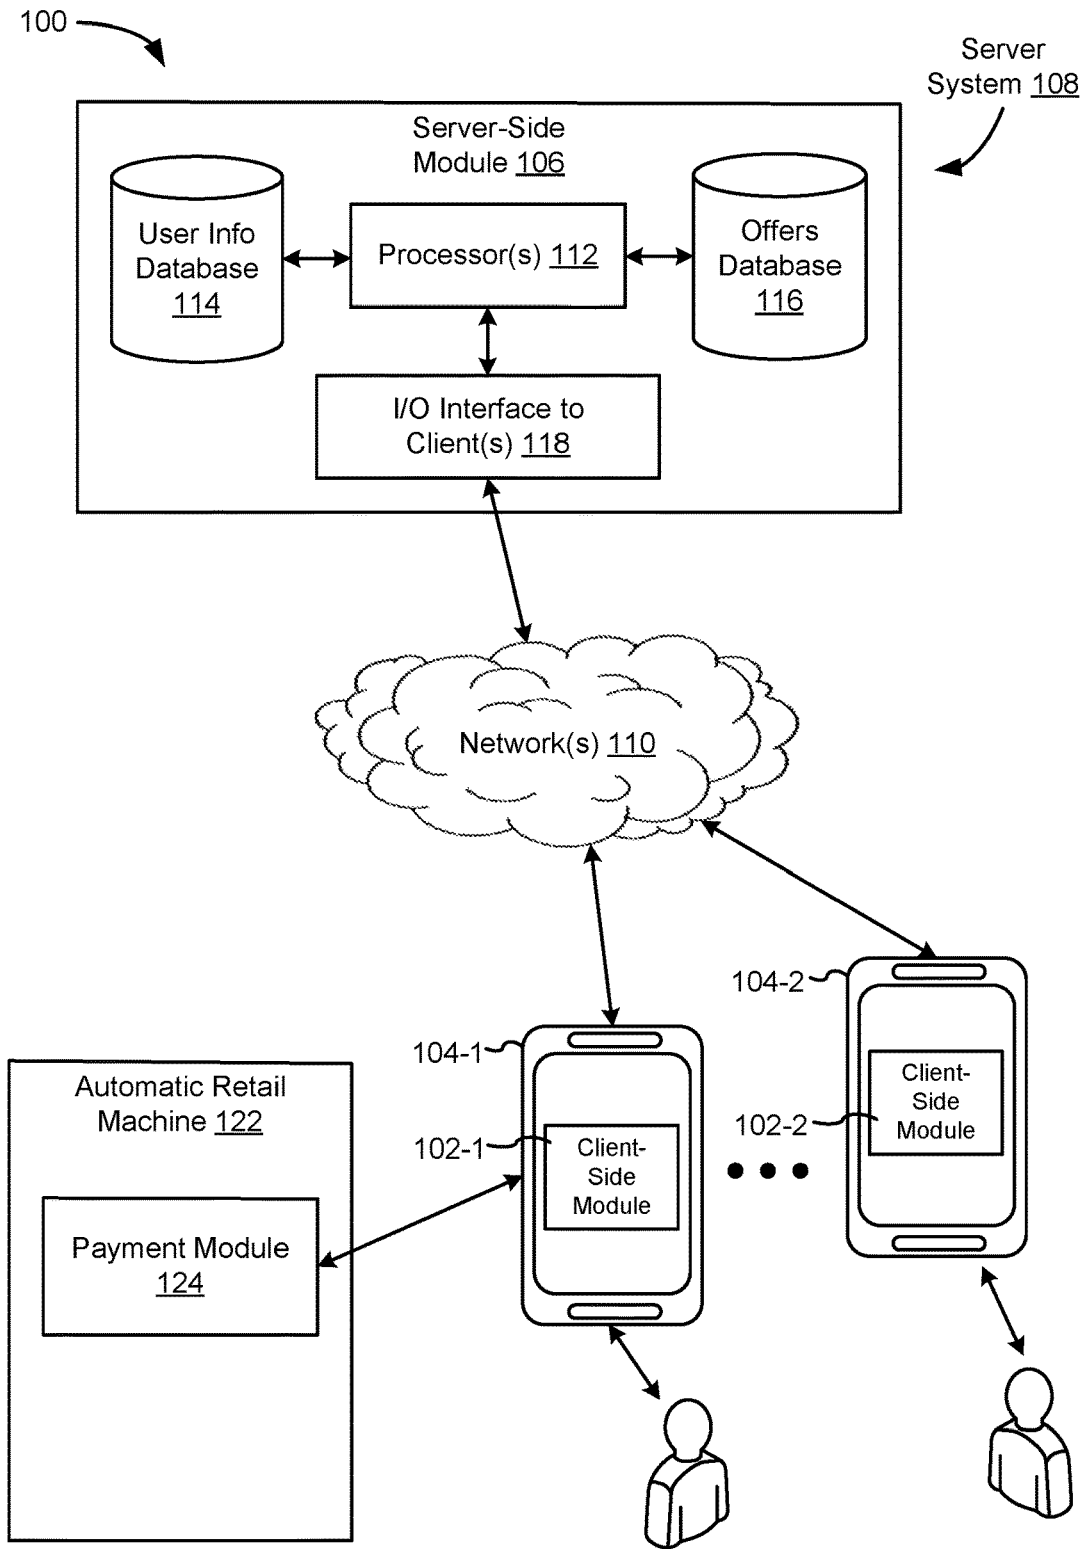 100
Server
System 108
Server-Side
Module 106
User Info
Database
114
Processor(s) 112
Offers
Database
116
I/O Interface to
Client(s) 118
Network(s) 110
104-2
Client-
Side
Module
102-2
104-1
Client-
Side
Module
102-1
Automatic Retail
Machine 122
Payment Module
124